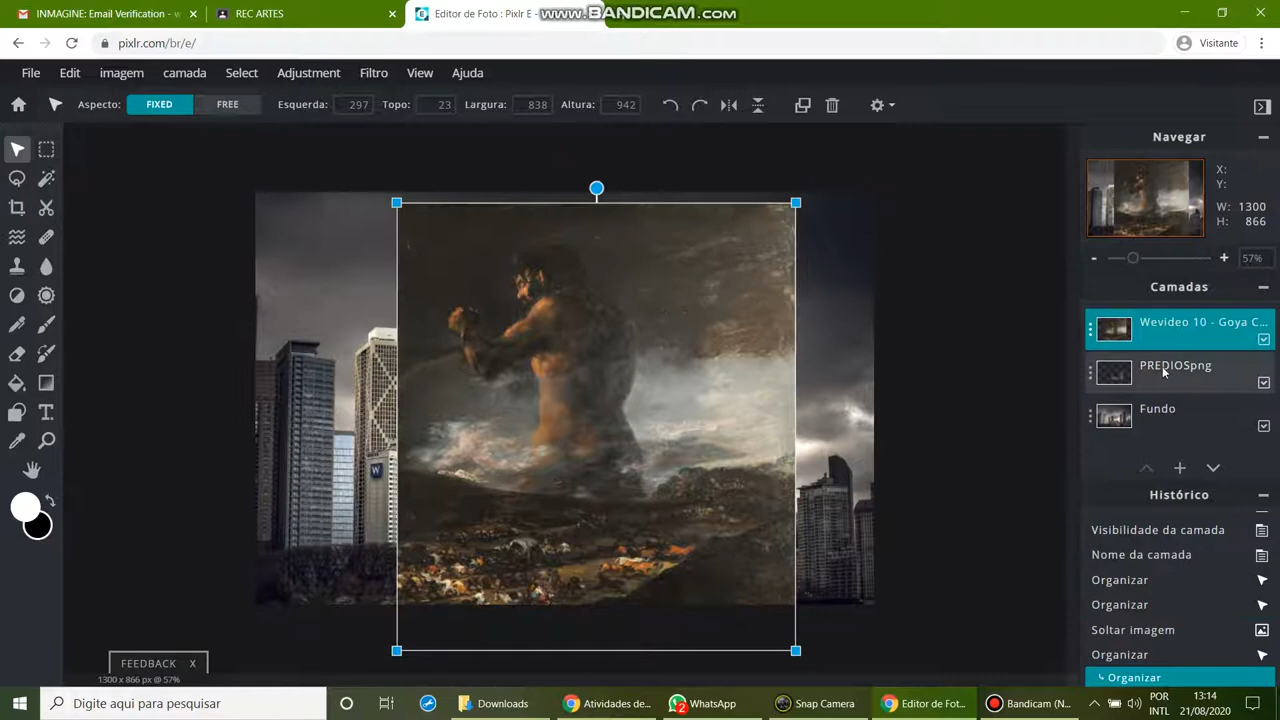 INMAGINE: Email Verification - w
REC ARTES
Editor de Foto : Pixlr E -
www.BANDICAM.com
pixlr.com/br/e/
Visitante
File Edit imagem camada Select Adjustment Filtro View Ajuda
Aspecto: FIXED FREE Esquerda: 297 Topo: 23 Largura: 838 Altura: 942
Navegar
X:
Y:
W: 1300
H: 866
57%
Camadas
Wevideo 10 - Goya C...
PREDIOSpng
Fundo
W
Histórico
Visibilidade da camada
Nome da camada
Organizar
Organizar
Soltar imagem
Organizar
Organizar
FEEDBACK X
1300 x 866 px @ 57%
Digite aqui para pesquisar
Downloads
Atividades de...
2
WhatsApp
Snap Camera
Editor de Fot...
Bandicam (N...
POR
INTL
13:14
21/08/2020